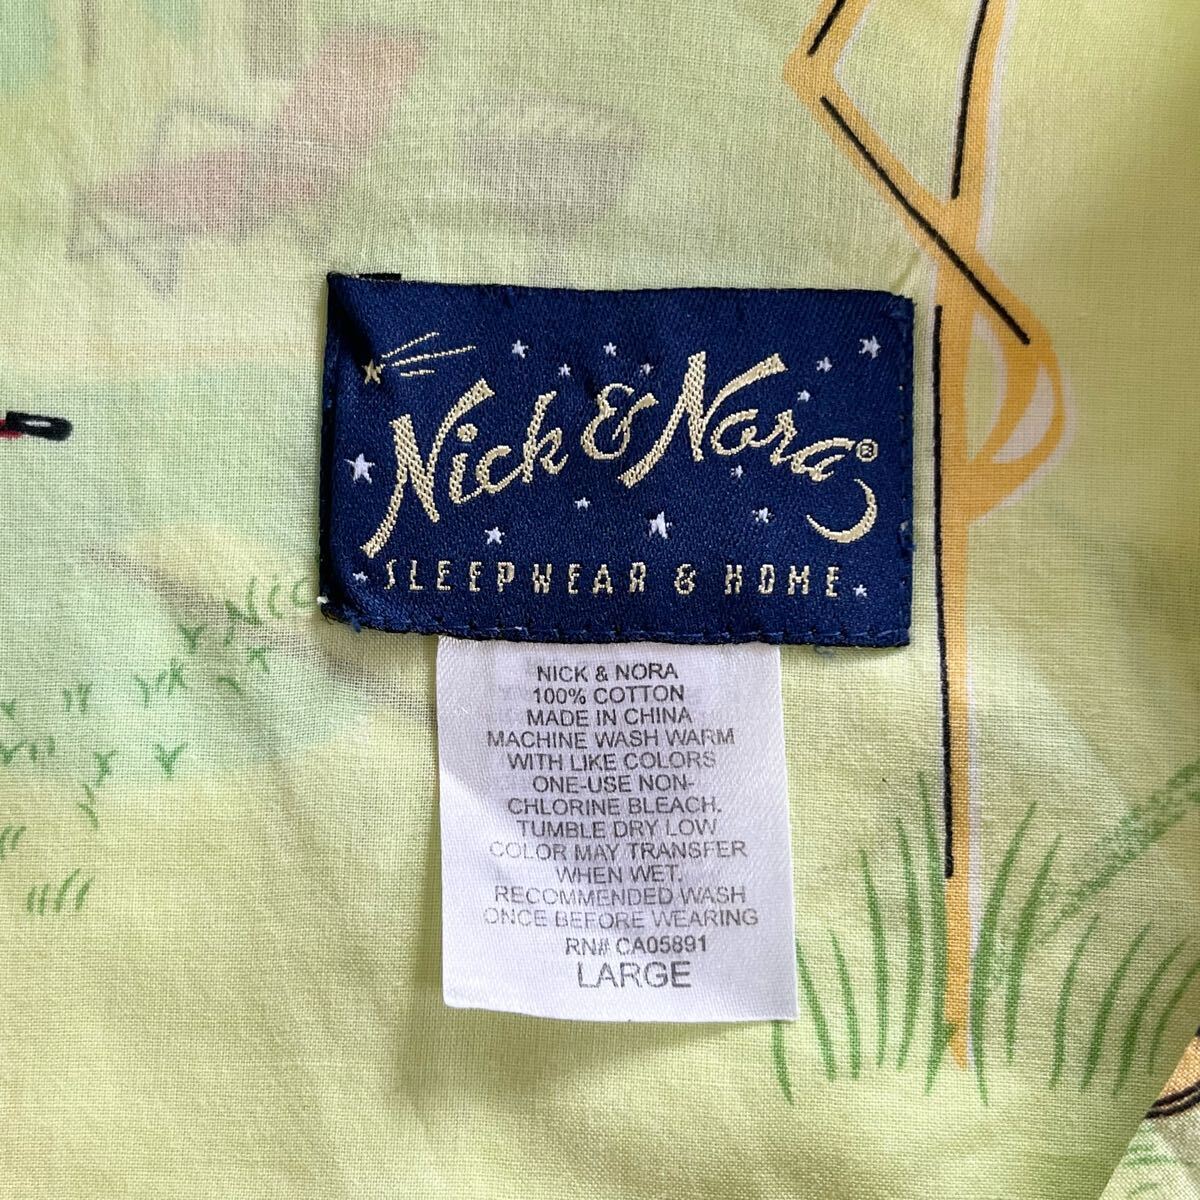 Nick & Nora®
SLEEPWEAR & HOME
NICK & NORA
100% COTTON
MADE IN CHINA
MACHINE WASH WARM
WITH LIKE COLORS
ONE-USE NON-
CHLORINE BLEACH.
TUMBLE DRY LOW
COLOR MAY TRANSFER
WHEN WET.
RECOMMENDED WASH
ONCE BEFORE WEARING
RN# CA05891
LARGE